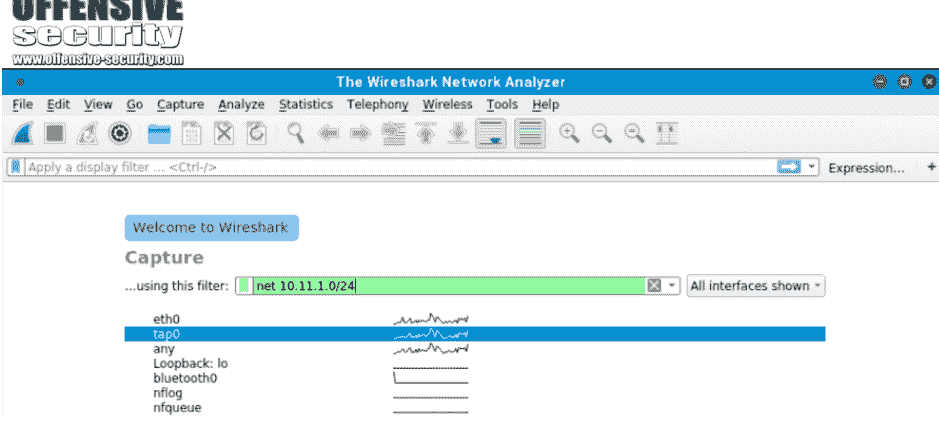 OFFENSIVE
security
www.offensive-security.com
The Wireshark Network Analyzer
File Edit View Go Capture Analyze Statistics Telephony Wireless Tools Help
Apply a display filter ... <Ctrl-/> Expression... +
Welcome to Wireshark
Capture
...using this filter: net 10.11.1.0/24 All interfaces shown
eth0
tap0
any
Loopback: lo
bluetooth0
nflog
nfqueue